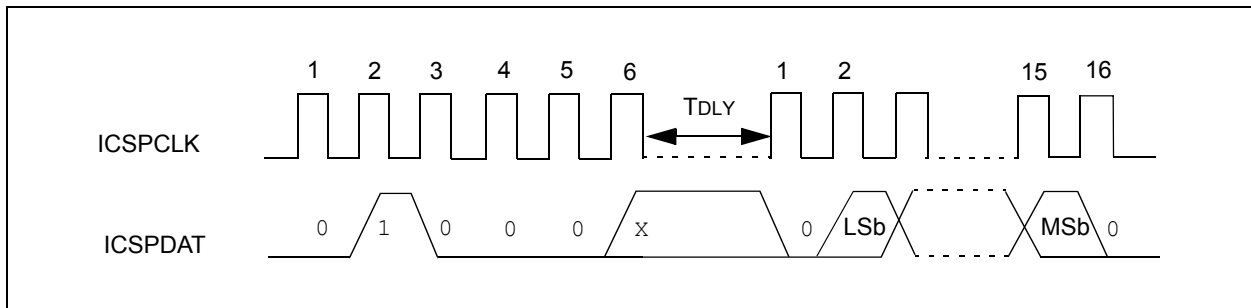 1 2 3 4 5 6 1 2 15 16
TDLY
ICSPCLK
ICSPDAT
0 1 0 0 0 X 0 LSb MSb 0